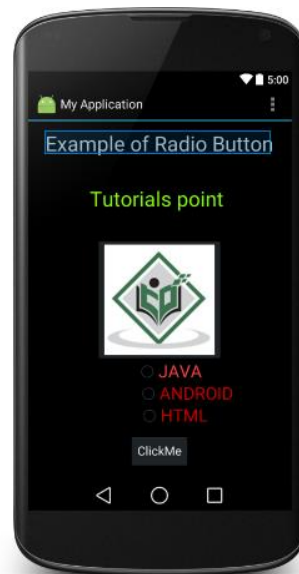 5:00
My Application
Example of Radio Button
Tutorials point
JAVA
ANDROID
HTML
ClickMe